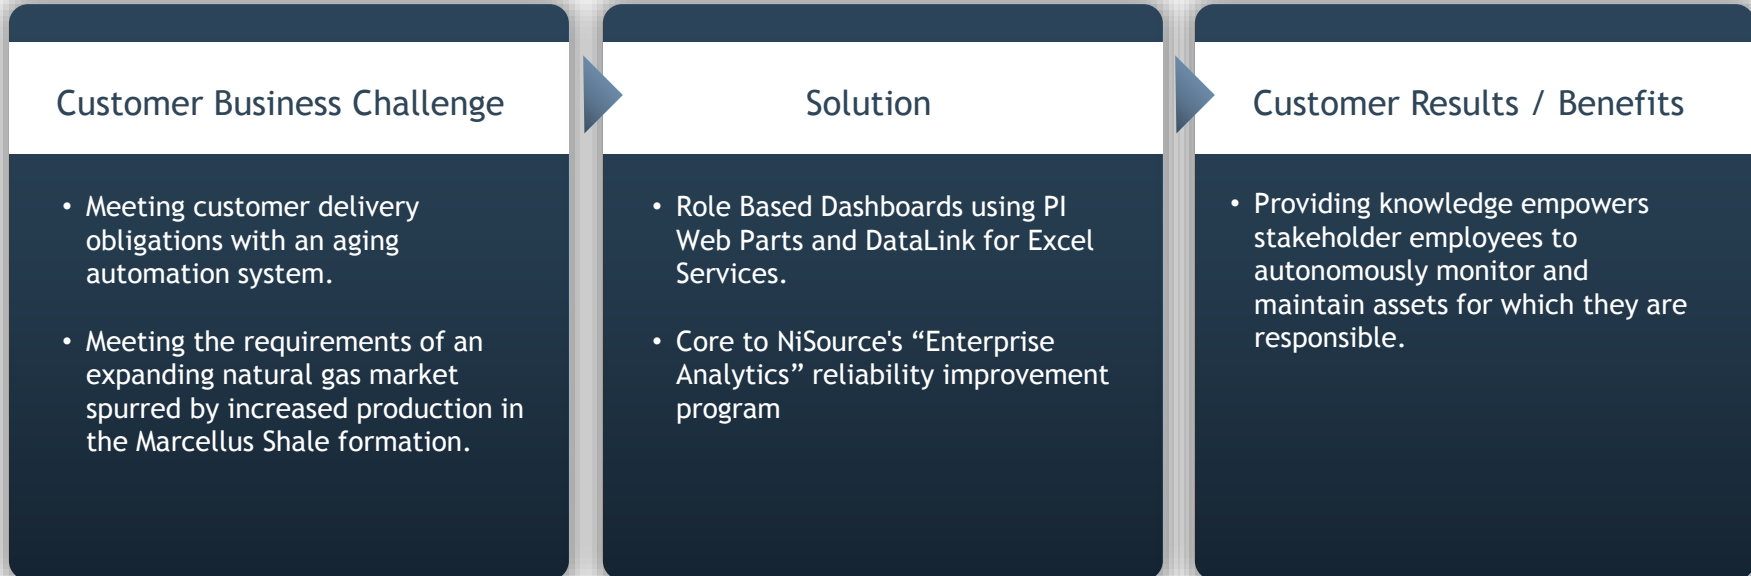 Customer Business Challenge
• Meeting customer delivery
obligations with an aging
automation system.
• Meeting the requirements of an
expanding natural gas market
spurred by increased production in
the Marcellus Shale formation.
Solution
• Role Based Dashboards using PI
Web Parts and DataLink for Excel
Services.
• Core to NiSource's “Enterprise
Analytics” reliability improvement
program
Customer Results / Benefits
• Providing knowledge empowers
stakeholder employees to
autonomously monitor and
maintain assets for which they are
responsible.